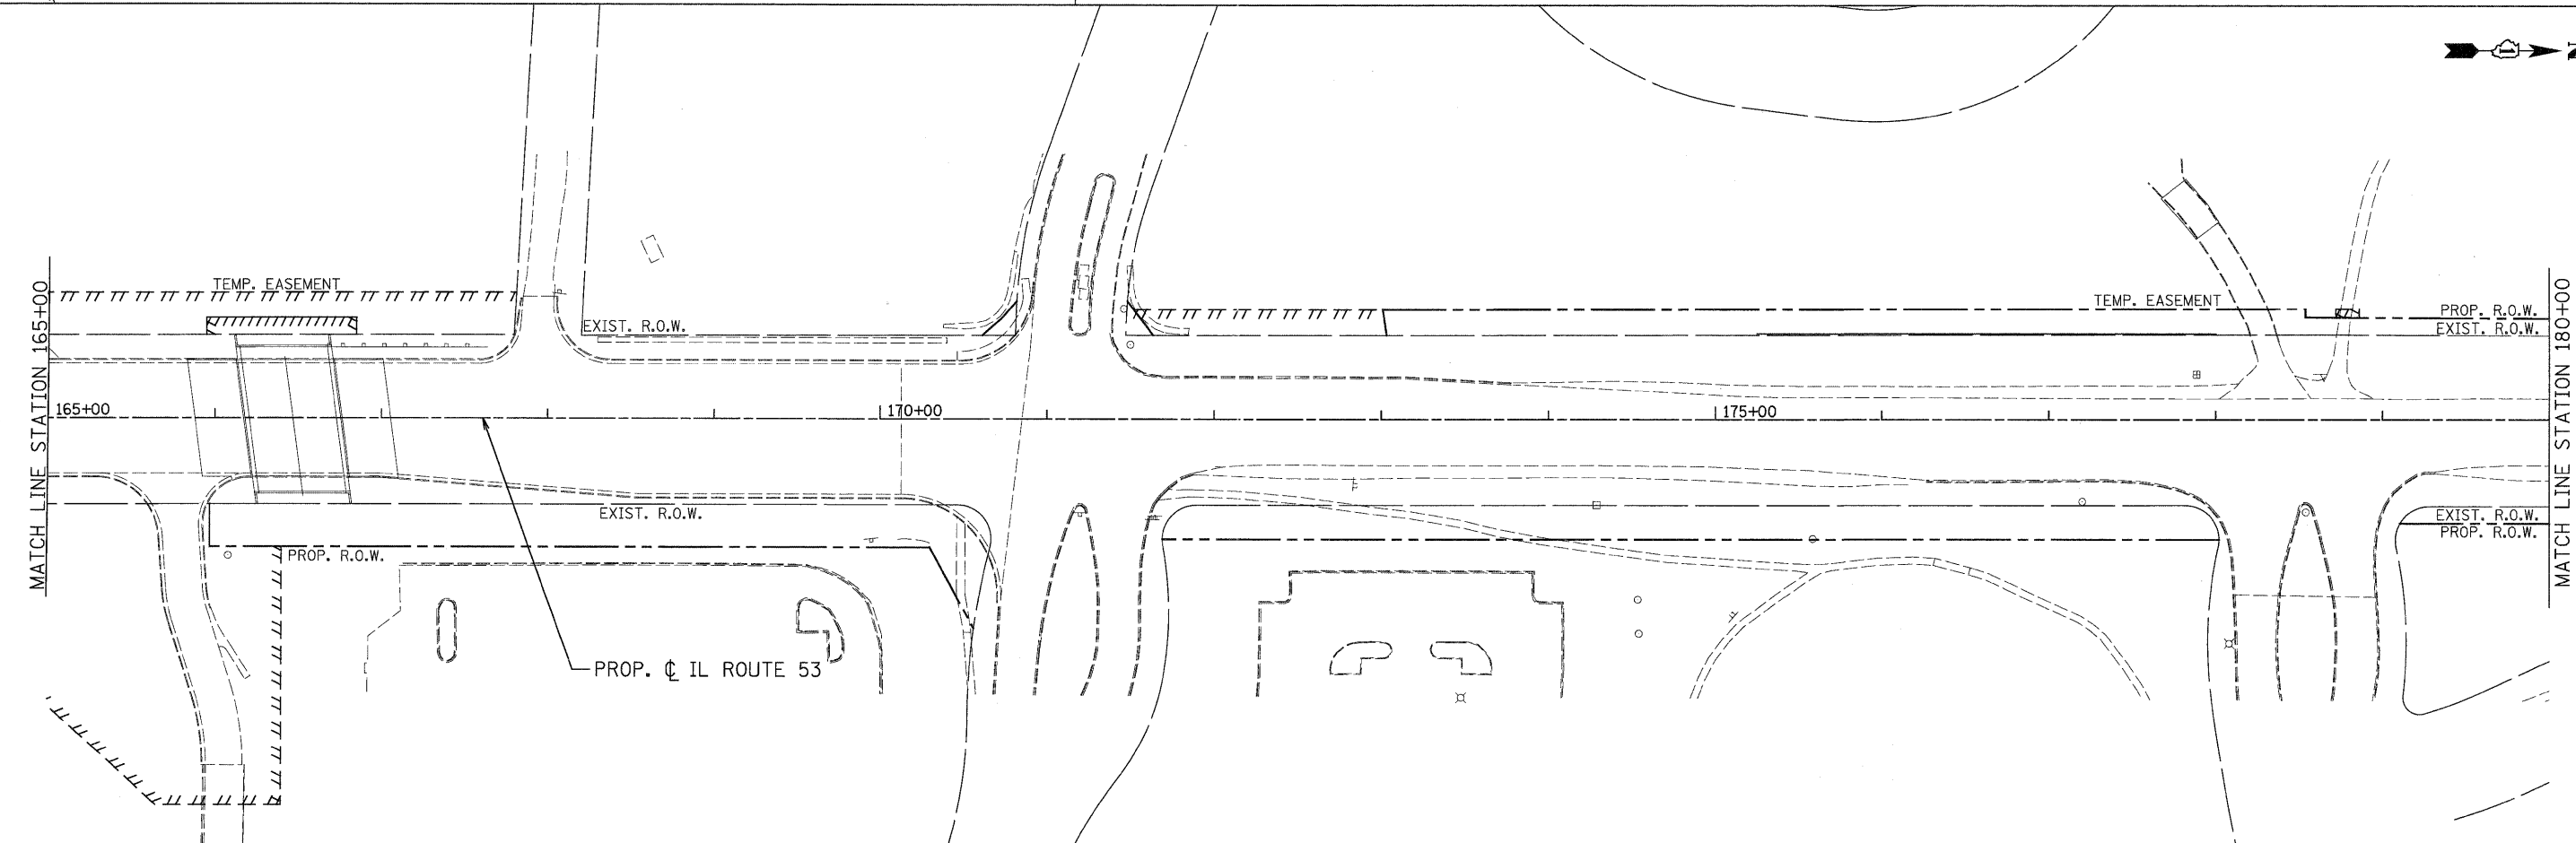 N
TEMP. EASEMENT
TEMP. EASEMENT
PROP. R.O.W.
EXIST. R.O.W.
EXIST. R.O.W.
MATCH LINE STATION 165+00
165+00
170+00
175+00
MATCH LINE STATION 180+00
EXIST. R.O.W.
EXIST. R.O.W.
PROP. R.O.W.
PROP. R.O.W.
PROP. ℄ IL ROUTE 53